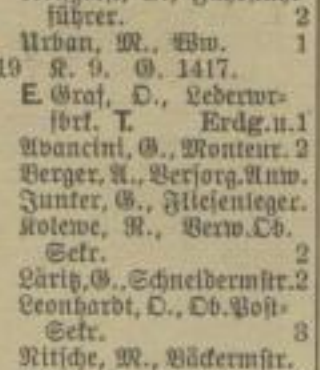 führer. 2
Urban, M., Ww. 1
19 K. 9. G. 1417.
E. Graf, O., Lederwr=
fbrk. T. Erdg.u.1
Avancini, G., Monteur. 2
Berger, A., Versorg.Anw.
Junker, G., Fliesenleger.
Kolewe, R., Verw.Ob.
Sekr. 2
Läritz, G., Schneidermstr. 2
Leonhardt, O., Ob.Post=
Sekr. 3
Nitsche, M., Bäckermstr.